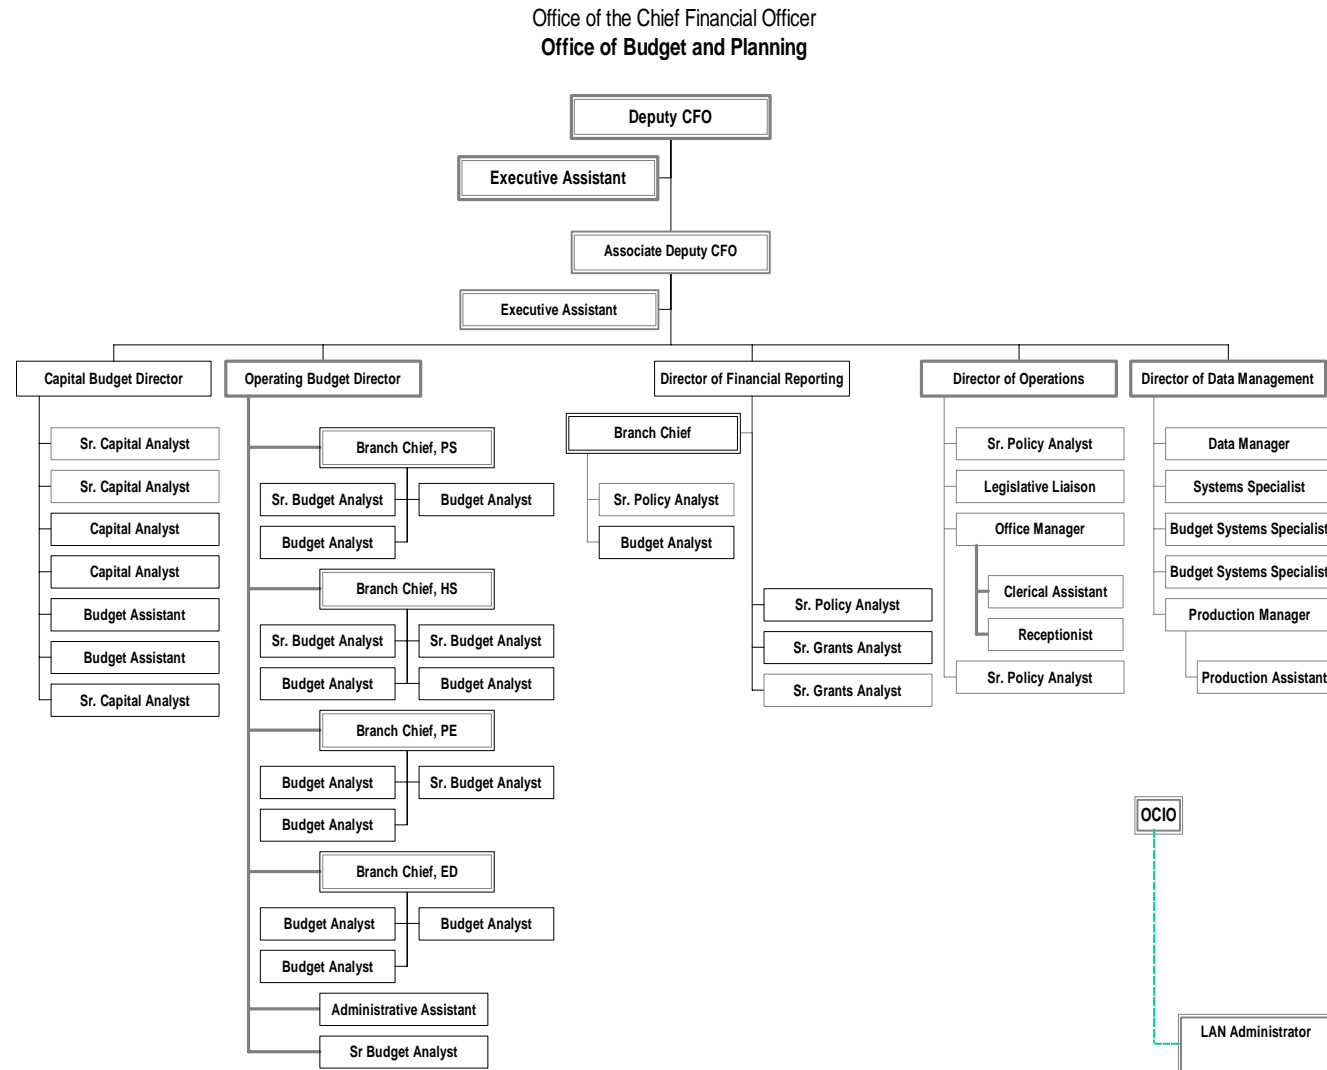 Office of the Chief Financial Officer
Office of Budget and Planning
Deputy CFO
Executive Assistant
Associate Deputy CFO
Executive Assistant
Capital Budget Director
Sr. Capital Analyst
Sr. Capital Analyst
Capital Analyst
Capital Analyst
Budget Assistant
Budget Assistant
Sr. Capital Analyst
Operating Budget Director
Branch Chief, PS
Sr. Budget Analyst
Budget Analyst
Budget Analyst
Branch Chief, HS
Sr. Budget Analyst
Sr. Budget Analyst
Budget Analyst
Budget Analyst
Branch Chief, PE
Budget Analyst
Sr. Budget Analyst
Budget Analyst
Branch Chief, ED
Budget Analyst
Budget Analyst
Budget Analyst
Administrative Assistant
Sr Budget Analyst
Director of Financial Reporting
Branch Chief
Sr. Policy Analyst
Budget Analyst
Sr. Policy Analyst
Sr. Grants Analyst
Sr. Grants Analyst
Director of Operations
Sr. Policy Analyst
Legislative Liaison
Office Manager
Clerical Assistant
Receptionist
Sr. Policy Analyst
Director of Data Management
Data Manager
Systems Specialist
Budget Systems Specialist
Budget Systems Specialist
Production Manager
Production Assistant
OCIO
LAN Administrator